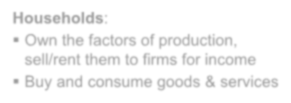 Households:
▪ Own the factors of production,
sell/rent them to firms for income
▪ Buy and consume goods & services